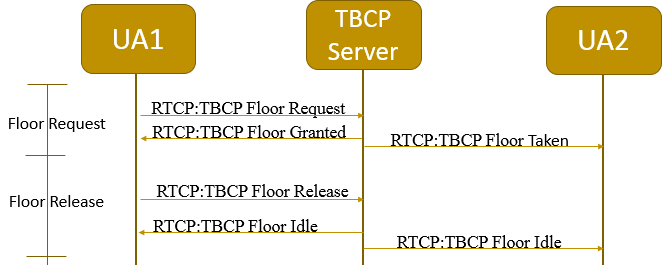 UA1
TBCP
Server
UA2
RTCP:TBCP Floor Request
Floor Request
RTCP:TBCP Floor Granted
RTCP:TBCP Floor Taken
Floor Release
RTCP:TBCP Floor Release
RTCP:TBCP Floor Idle
RTCP:TBCP Floor Idle